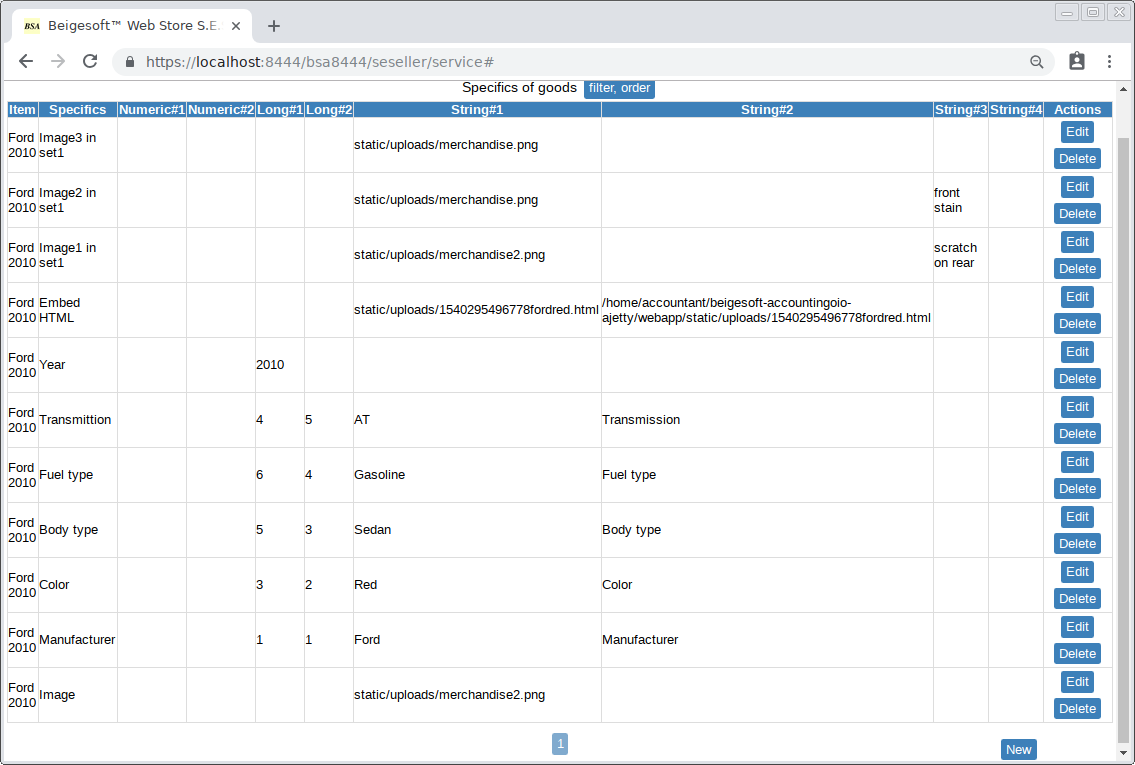 BSA Beigesoft™ Web Store S.E.
https://localhost:8444/bsa8444/seseller/service#
Specifics of goods filter, order
Item Specifics Numeric#1 Numeric#2 Long#1 Long#2 String#1 String#2 String#3 String#4 Actions
Ford 2010 Image3 in set1 static/uploads/merchandise.png Edit Delete
Ford 2010 Image2 in set1 static/uploads/merchandise.png front stain Edit Delete
Ford 2010 Image1 in set1 static/uploads/merchandise2.png scratch on rear Edit Delete
Ford 2010 Embed HTML static/uploads/1540295496778fordred.html /home/accountant/beigesoft-accountingoio-ajetty/webapp/static/uploads/1540295496778fordred.html Edit Delete
Ford 2010 Year 2010 Edit Delete
Ford 2010 Transmittion 4 5 AT Transmission Edit Delete
Ford 2010 Fuel type 6 4 Gasoline Fuel type Edit Delete
Ford 2010 Body type 5 3 Sedan Body type Edit Delete
Ford 2010 Color 3 2 Red Color Edit Delete
Ford 2010 Manufacturer 1 1 Ford Manufacturer Edit Delete
Ford 2010 Image static/uploads/merchandise2.png Edit Delete
1
New